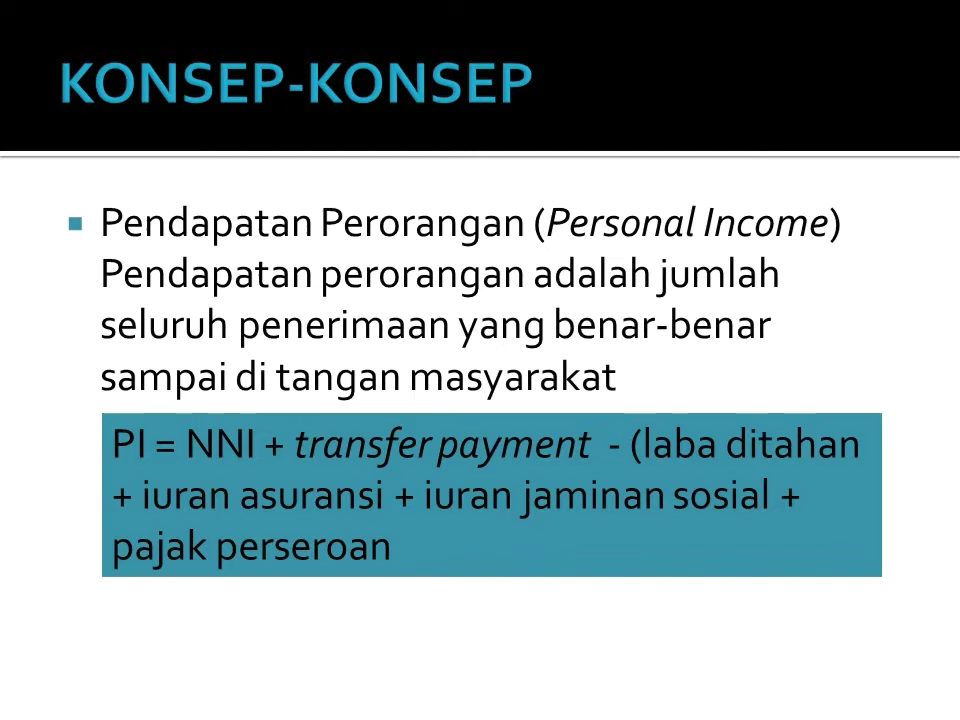 KONSEP-KONSEP
Pendapatan Perorangan (Personal Income)
Pendapatan perorangan adalah jumlah
seluruh penerimaan yang benar-benar
sampai di tangan masyarakat
PI = NNI + transfer payment - (laba ditahan
+ iuran asuransi + iuran jaminan sosial +
pajak perseroan